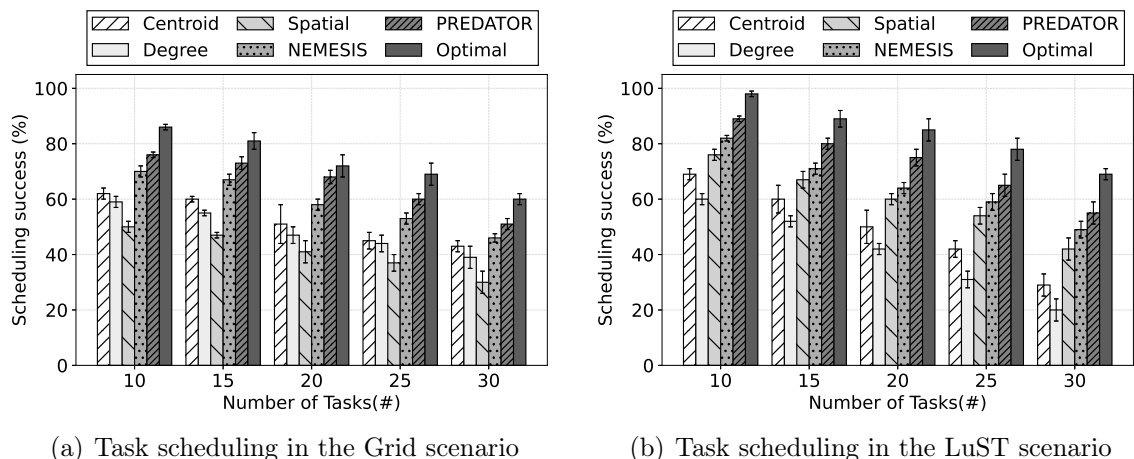 Centroid Spatial PREDATOR
Degree NEMESIS Optimal
100
80
60
40
20
0
Scheduling success (%)
10 15 20 25 30
Number of Tasks(#)
(a) Task scheduling in the Grid scenario
Centroid Spatial PREDATOR
Degree NEMESIS Optimal
100
80
60
40
20
0
Scheduling success (%)
10 15 20 25 30
Number of Tasks(#)
(b) Task scheduling in the LuST scenario